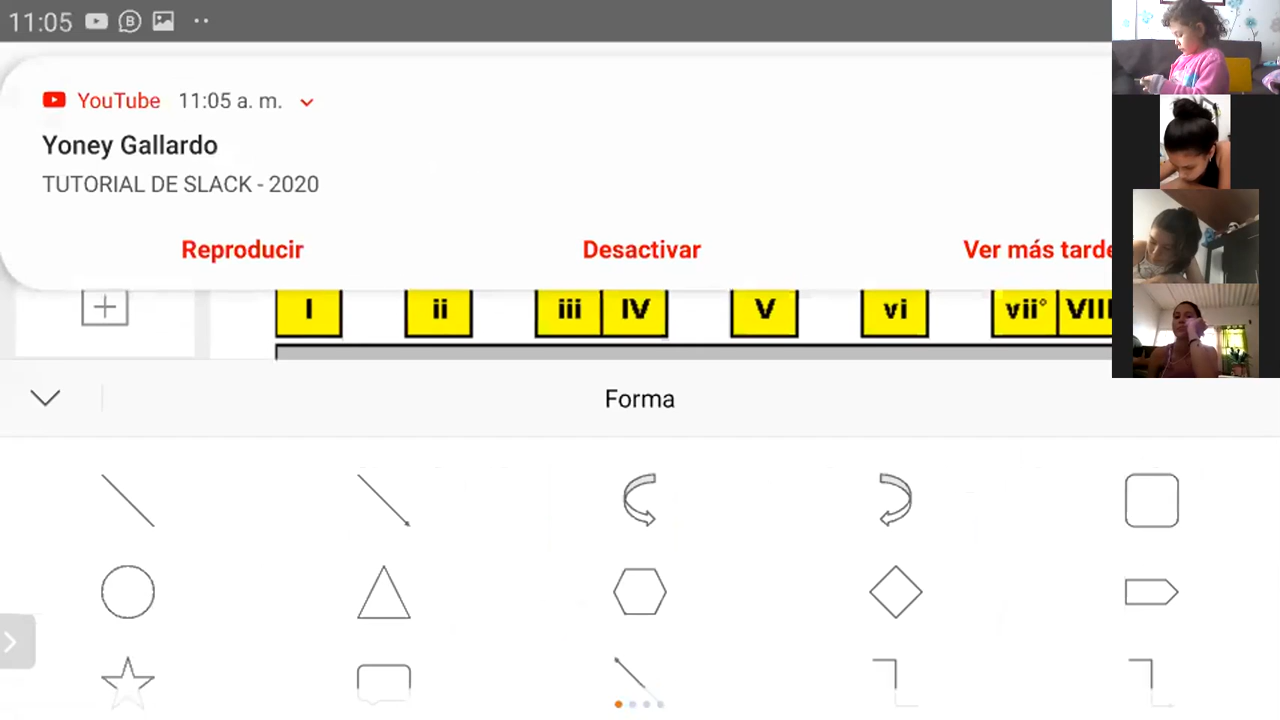 11:05
YouTube 11:05 a. m.
Yoney Gallardo
TUTORIAL DE SLACK - 2020
Reproducir Desactivar Ver más tarde
I ii iii IV V vi vii° VIII
Forma